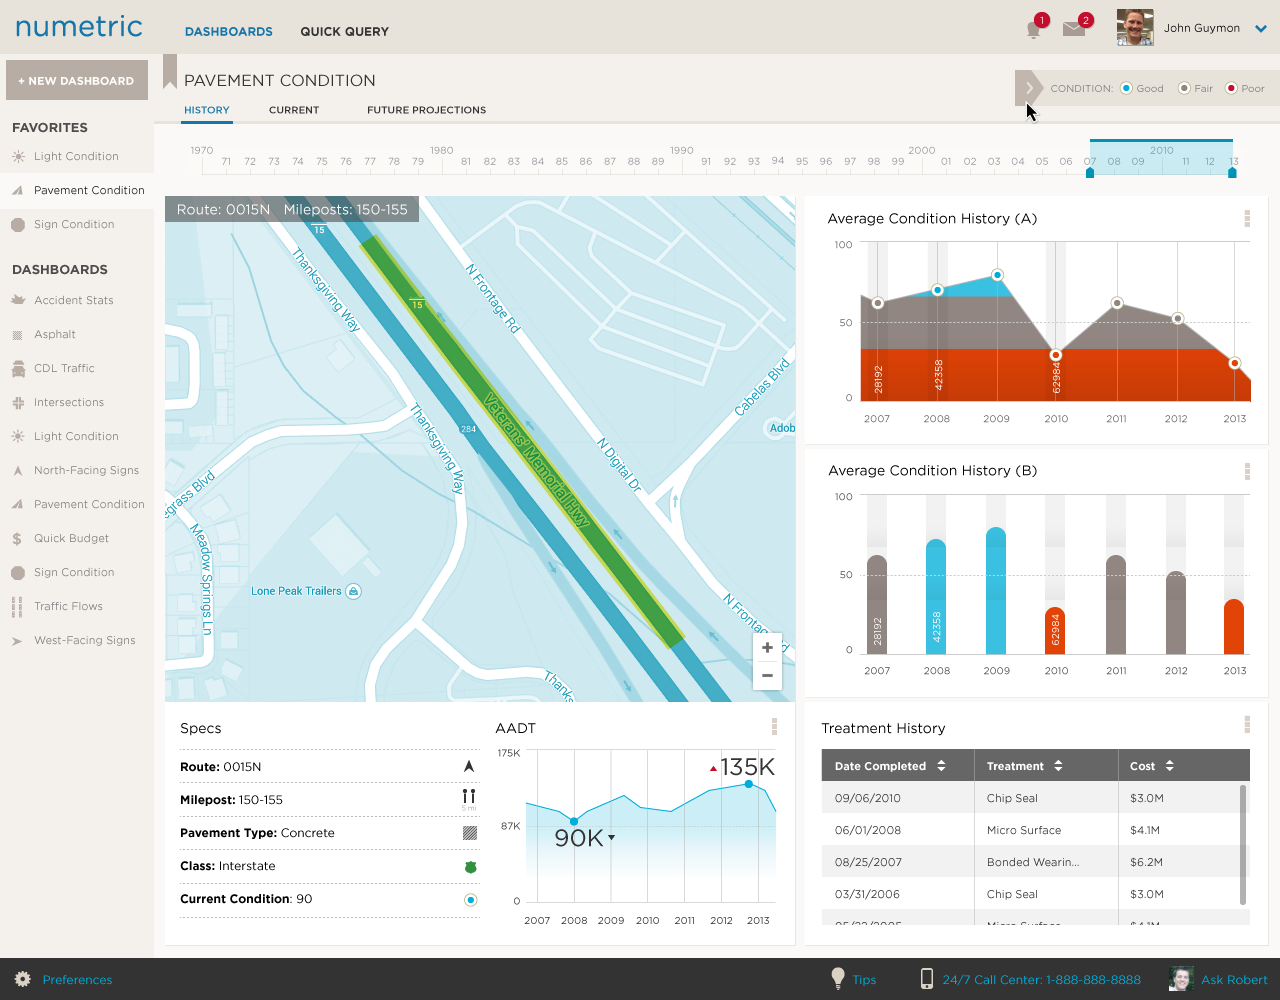 numetric
DASHBOARDS QUICK QUERY
1 2
John Guymon
+ NEW DASHBOARD
FAVORITES
Light Condition
Pavement Condition
Sign Condition
DASHBOARDS
Accident Stats
Asphalt
CDL Traffic
Intersections
Light Condition
North-Facing Signs
Pavement Condition
Quick Budget
Sign Condition
Traffic Flows
West-Facing Signs
PAVEMENT CONDITION
HISTORY CURRENT FUTURE PROJECTIONS
CONDITION: Good Fair Poor
1970 1980 1990 2000 2010
71 72 73 74 75 76 77 78 79 81 82 83 84 85 86 87 88 89 91 92 93 94 95 96 97 98 99 01 02 03 04 05 06 07 08 09 11 12 13
Route: 0015N Mileposts: 150-155
15
15
Thanksgiving Way
N Frontage Rd
Cabelas Blvd
Adob
284
Thanksgiving Way
Veterans' Memorial Hwy
N Digital Dr
egrass Blvd
Meadow Springs Ln
Lone Peak Trailers
N Frontage Rd
Thanks
+
−
Average Condition History (A)
100
50
0
28192
42358
62984
2007 2008 2009 2010 2011 2012 2013
Average Condition History (B)
100
50
0
28192
42358
62984
2007 2008 2009 2010 2011 2012 2013
Specs
Route: 0015N
Milepost: 150-155
5 mi
Pavement Type: Concrete
Class: Interstate
Current Condition: 90
AADT
175K
135K
87K
90K
0
2007 2008 2009 2010 2011 2012 2013
Treatment History
Date Completed Treatment Cost
09/06/2010 Chip Seal $3.0M
06/01/2008 Micro Surface $4.1M
08/25/2007 Bonded Wearin... $6.2M
03/31/2006 Chip Seal $3.0M
Micro Surface $4.1M
Preferences
Tips
24/7 Call Center: 1-888-888-8888
Ask Robert